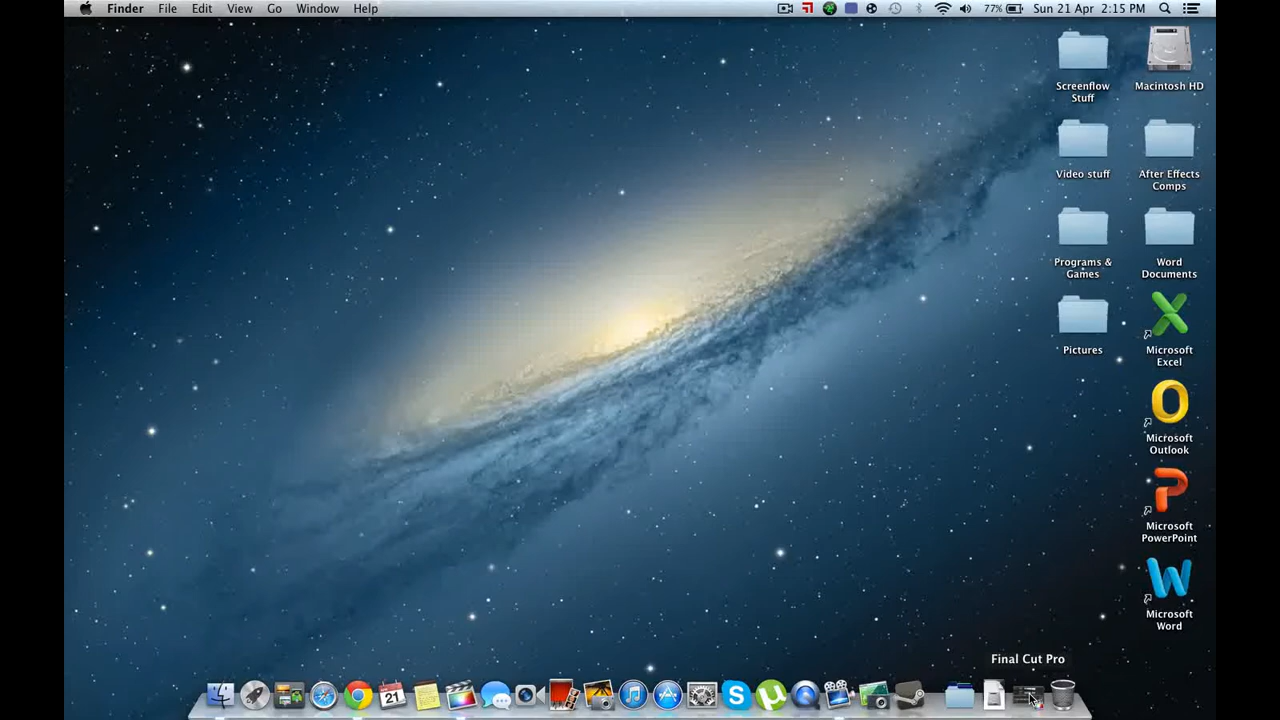 Finder File Edit View Go Window Help
77% Sun 21 Apr 2:15 PM
Screenflow
Stuff
Macintosh HD
Video stuff
After Effects
Comps
Programs &
Games
Word
Documents
Pictures
Microsoft
Excel
Microsoft
Outlook
Microsoft
PowerPoint
Microsoft
Word
Final Cut Pro
21